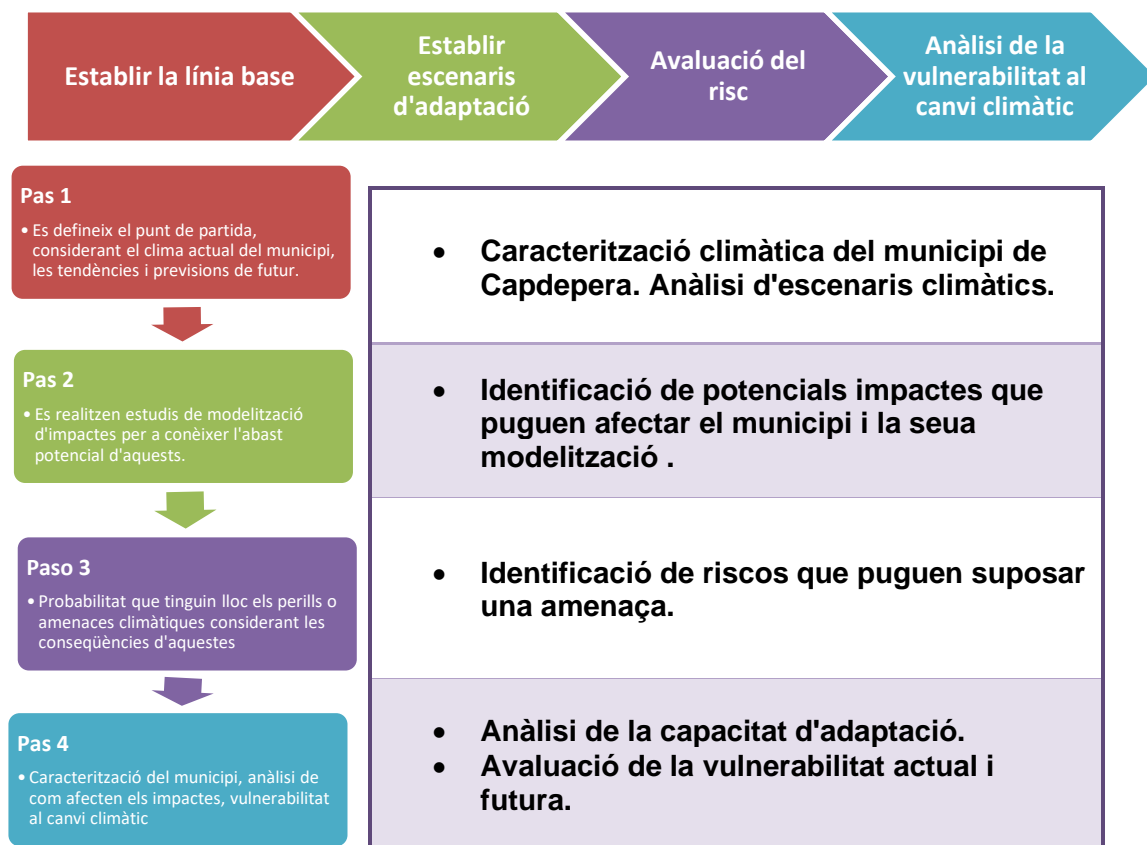 Establir la línia base
Establir
escenaris
d'adaptació
Avaluació del
risc
Anàlisi de la
vulnerabilitat al
canvi climàtic
Pas 1
• Es defineix el punt de partida,
considerant el clima actual del municipi,
les tendències i previsions de futur.
• Caracterització climàtica del municipi de
Capdepera. Anàlisi d'escenaris climàtics.
Pas 2
• Es realitzen estudis de modelització
d'impactes per a conèixer l'abast
potencial d'aquests.
• Identificació de potencials impactes que
puguen afectar el municipi i la seua
modelització .
Paso 3
• Probabilitat que tinguin lloc els perills o
amenaces climàtiques considerant les
conseqüències d'aquestes
• Identificació de riscos que puguen suposar
una amenaça.
Pas 4
• Caracterització del municipi, anàlisi de
com afecten els impactes, vulnerabilitat
al canvi climàtic
• Anàlisi de la capacitat d'adaptació.
• Avaluació de la vulnerabilitat actual i
futura.